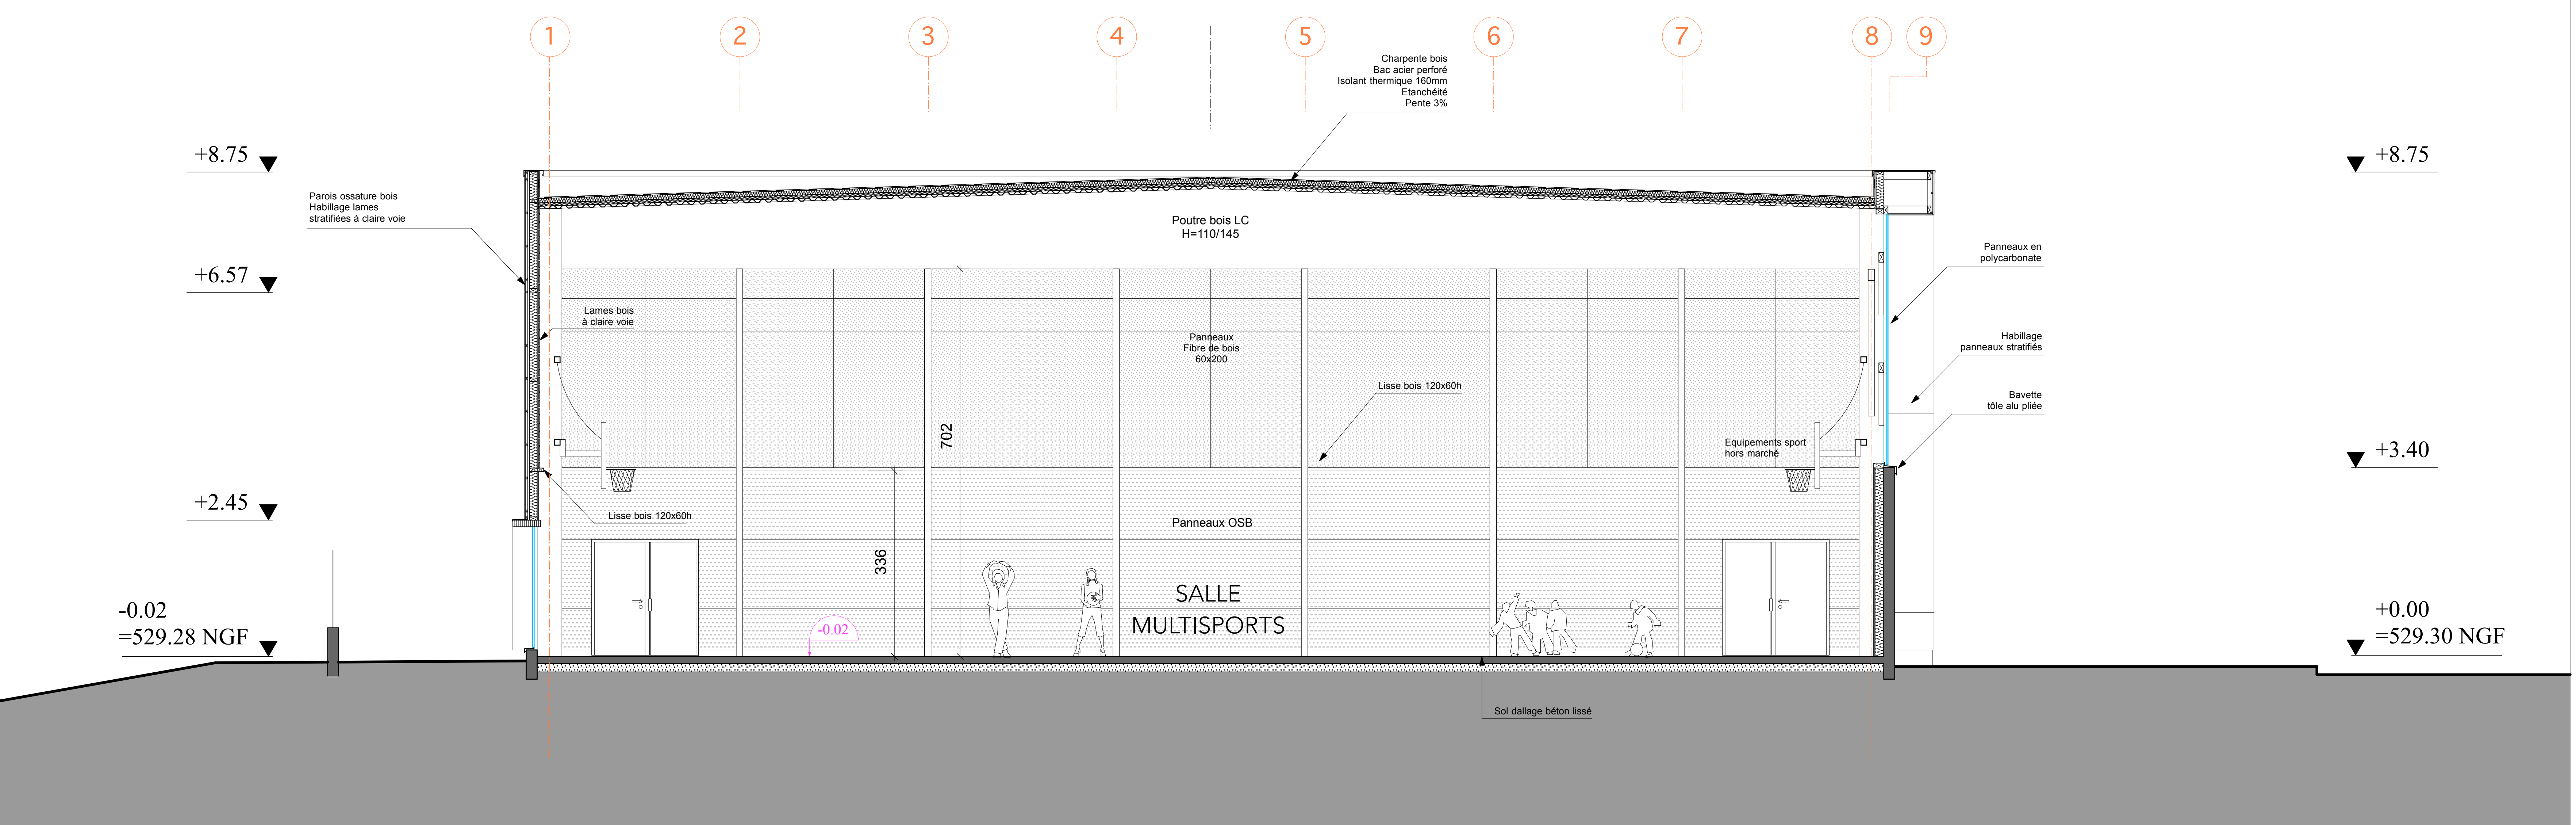 1
2
3
4
5
6
7
8
9
Charpente bois
Bac acier perforé
Isolant thermique 160mm
Etanchéité
Pente 3%
+8.75
+8.75
Parois ossature bois
Habillage lames
stratifiées à claire voie
Poutre bois LC
H=110/145
+6.57
Panneaux en
polycarbonate
Lames bois
à claire voie
Panneaux
Fibre de bois
60x200
Habillage
panneaux stratifiés
Lisse bois 120x60h
Bavette
tôle alu pliée
702
Equipements sport
hors marché
+3.40
+2.45
Lisse bois 120x60h
Panneaux OSB
336
SALLE
MULTISPORTS
-0.02
-0.02
=529.28 NGF
+0.00
=529.30 NGF
Sol dallage béton lissé